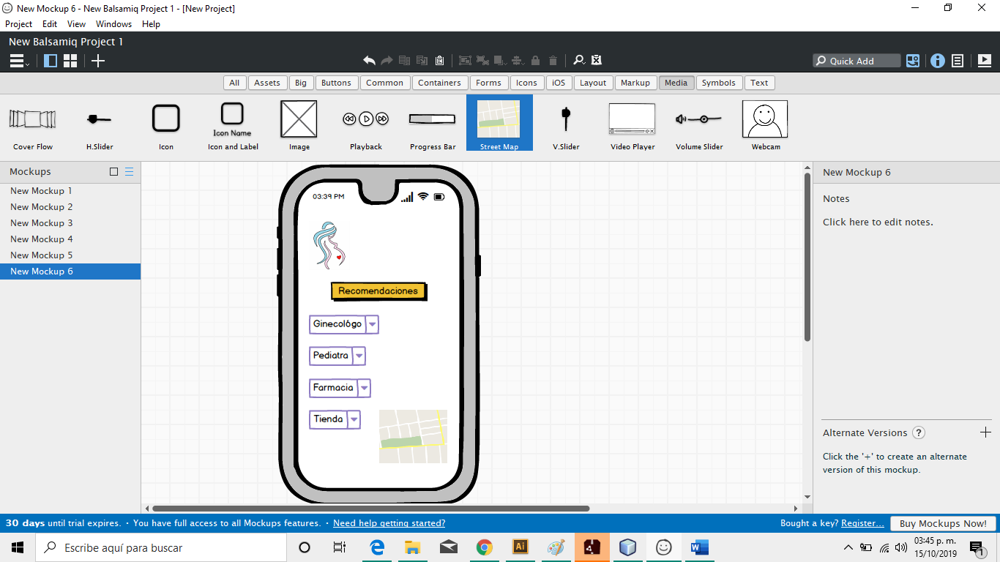 New Mockup 6 - New Balsamiq Project 1 - [New Project]
Project Edit View Windows Help
New Balsamiq Project 1
Quick Add
All Assets Big Buttons Common Containers Forms Icons iOS Layout Markup Media Symbols Text
Icon Name
Cover Flow H.Slider Icon Icon and Label Image Playback Progress Bar Street Map V.Slider Video Player Volume Slider Webcam
Mockups
New Mockup 1
New Mockup 2
New Mockup 3
New Mockup 4
New Mockup 5
New Mockup 6
03:39 PM
Recomendaciones
Ginecológo
Pediatra
Farmacia
Tienda
New Mockup 6
Notes
Click here to edit notes.
Alternate Versions ?
Click the '+' to create an alternate
version of this mockup.
30 days until trial expires. · You have full access to all Mockups features. · Need help getting started?
Bought a key? Register... Buy Mockups Now!
Escribe aquí para buscar
Ai
W
03:45 p. m.
15/10/2019
1